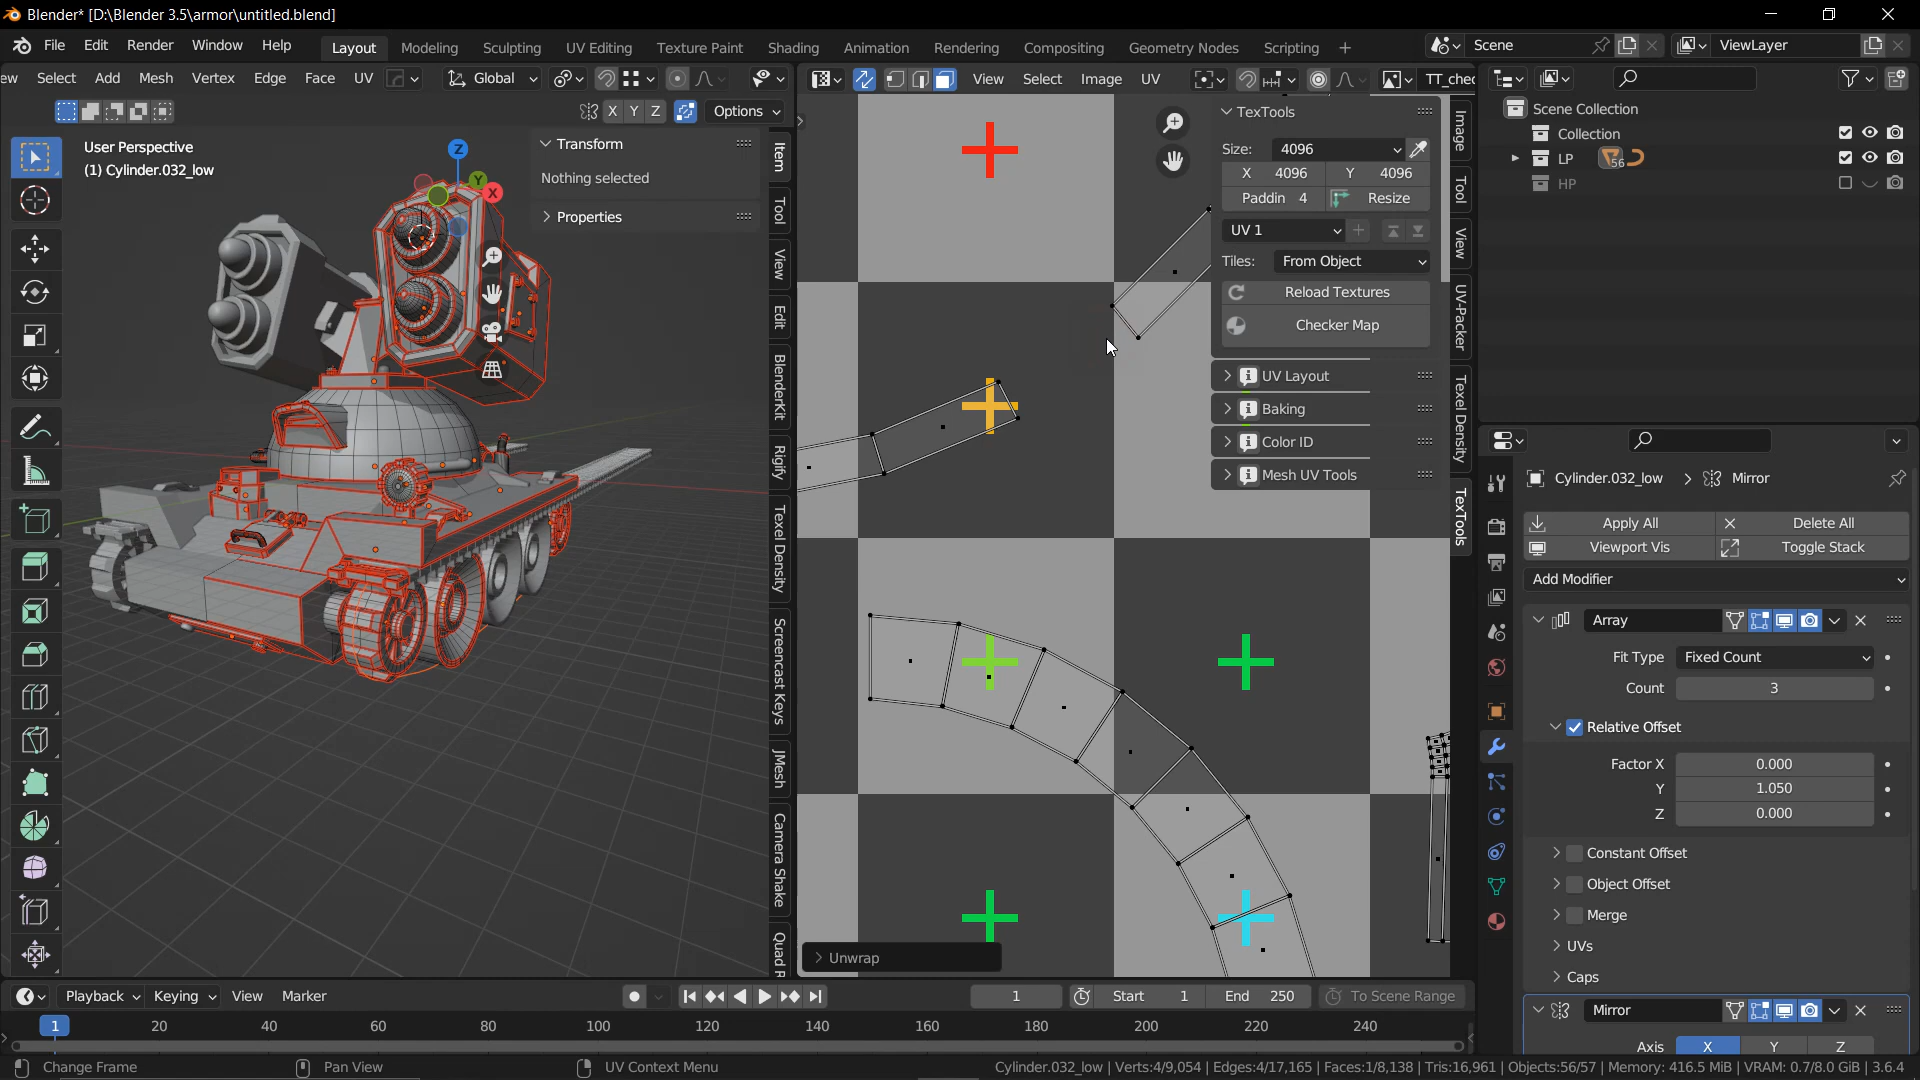 Blender* [D:\Blender 3.5\armor\untitled.blend]
File Edit Render Window Help Layout Modeling Sculpting UV Editing Texture Paint Shading Animation Rendering Compositing Geometry Nodes Scripting + Scene ViewLayer
ew Select Add Mesh Vertex Edge Face UV Global
X Y Z Options
User Perspective
(1) Cylinder.032_low
Z
Y
X
Transform
Nothing selected
Properties
Item
Tool
View
Edit
BlenderKit
Rigify
Texel Density
Screencast Keys
JMesh
Camera Shake
Quad R
View Select Image UV TT_chec
TexTools
Size: 4096
X 4096 Y 4096
Paddin 4 Resize
UV 1
Tiles: From Object
Reload Textures
Checker Map
UV Layout
Baking
Color ID
Mesh UV Tools
Image
Tool
View
UV-Packer
Texel Density
TexTools
Unwrap
Scene Collection
Collection
LP 56
HP
Cylinder.032_low > Mirror
Apply All Delete All
Viewport Vis Toggle Stack
Add Modifier
Array
Fit Type Fixed Count
Count 3
Relative Offset
Factor X 0.000
Y 1.050
Z 0.000
Constant Offset
Object Offset
Merge
UVs
Caps
Mirror
Axis X Y Z
Playback Keying View Marker 1 Start 1 End 250 To Scene Range
1 20 40 60 80 100 120 140 160 180 200 220 240
Change Frame Pan View UV Context Menu Cylinder.032_low | Verts:4/9,054 | Edges:4/17,165 | Faces:1/8,138 | Tris:16,961 | Objects:56/57 | Memory: 416.5 MiB | VRAM: 0.7/8.0 GiB | 3.6.4